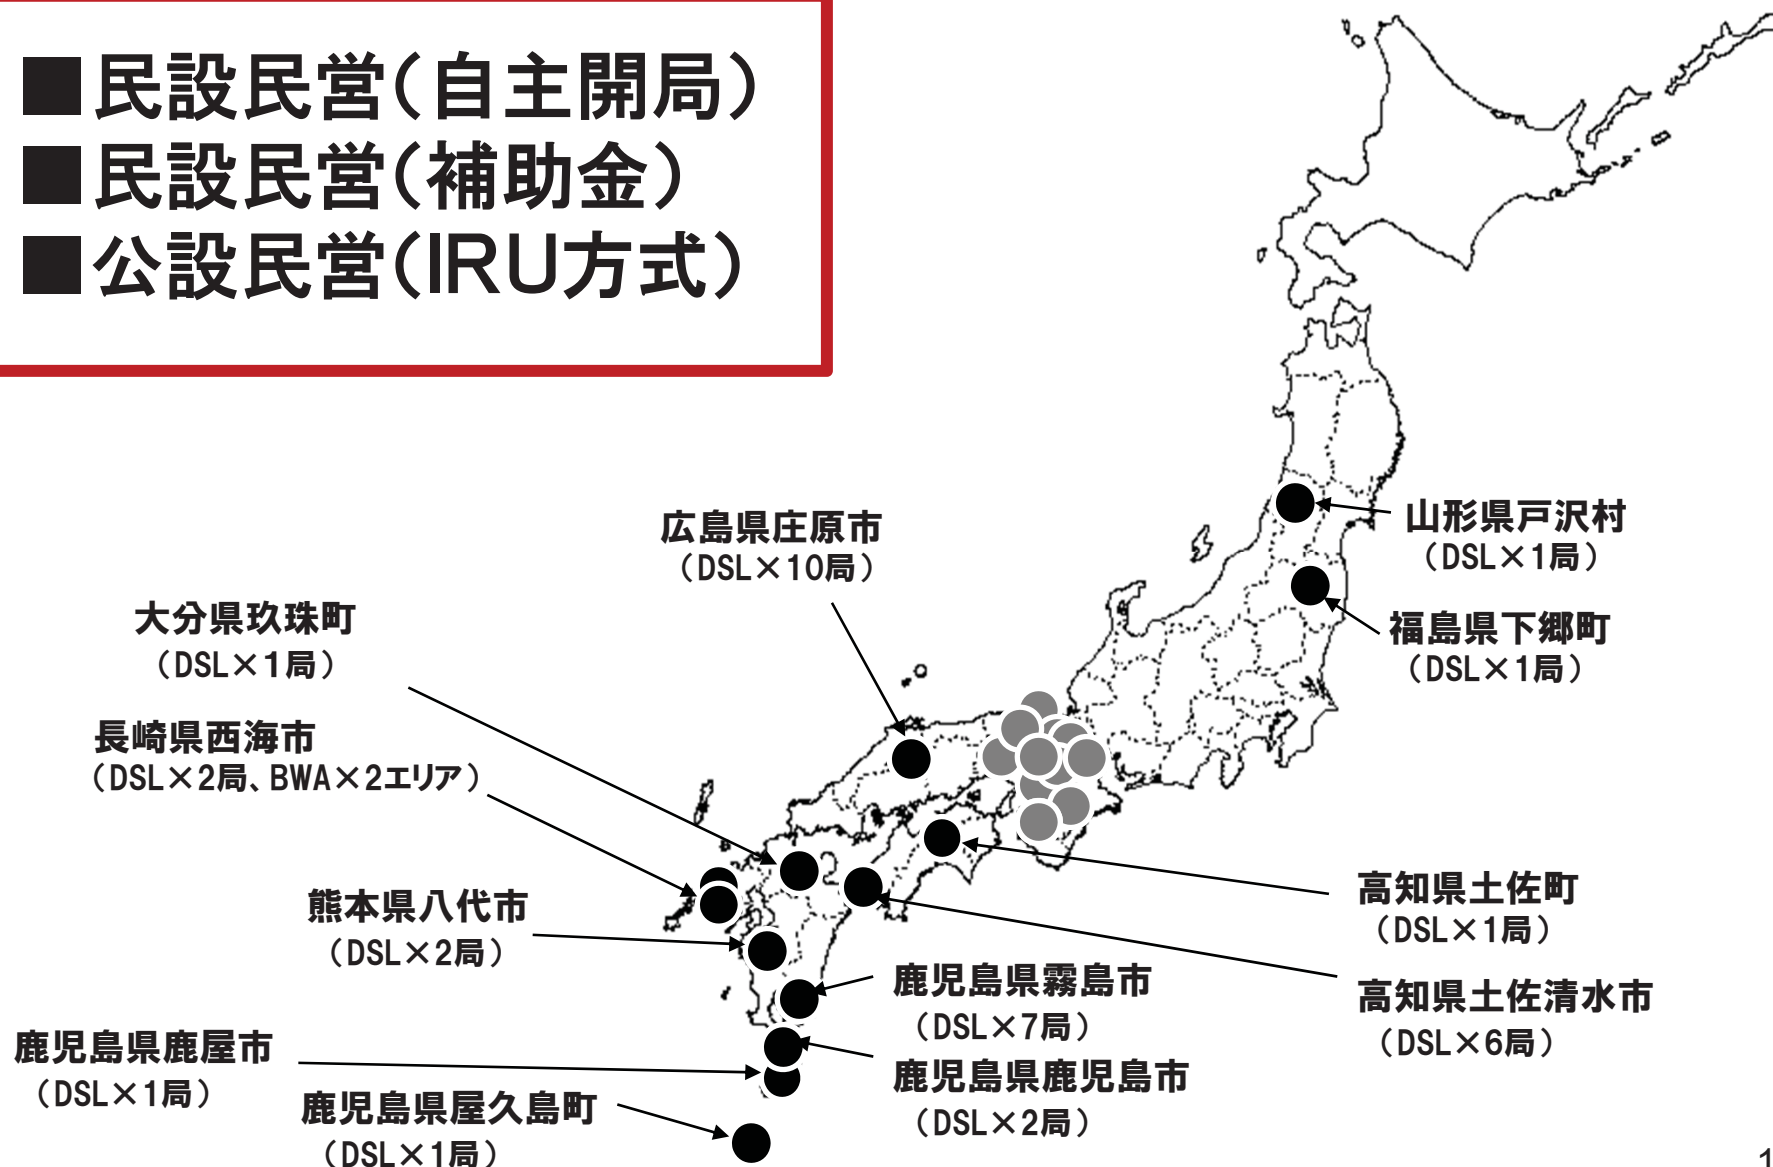 ■民設民営(自主開局)
■民設民営(補助金)
■公設民営(IRU方式)
広島県庄原市
(DSL×10局)
山形県戸沢村
(DSL×1局)
福島県下郷町
(DSL×1局)
大分県玖珠町
(DSL×1局)
長崎県西海市
(DSL×2局、BWA×2エリア)
熊本県八代市
(DSL×2局)
高知県土佐町
(DSL×1局)
高知県土佐清水市
(DSL×6局)
鹿児島県霧島市
(DSL×7局)
鹿児島県鹿児島市
(DSL×2局)
鹿児島県鹿屋市
(DSL×1局)
鹿児島県屋久島町
(DSL×1局)
1